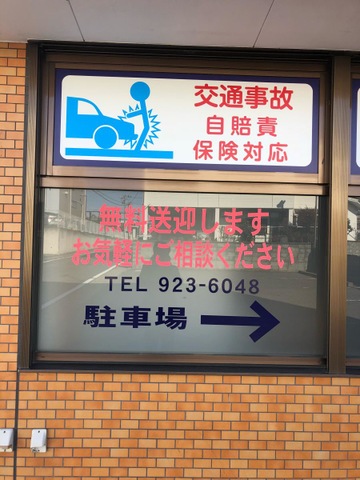 交通事故
自賠責
保険対応
無料送迎します
お気軽にご相談ください
TEL 923-6048
駐車場